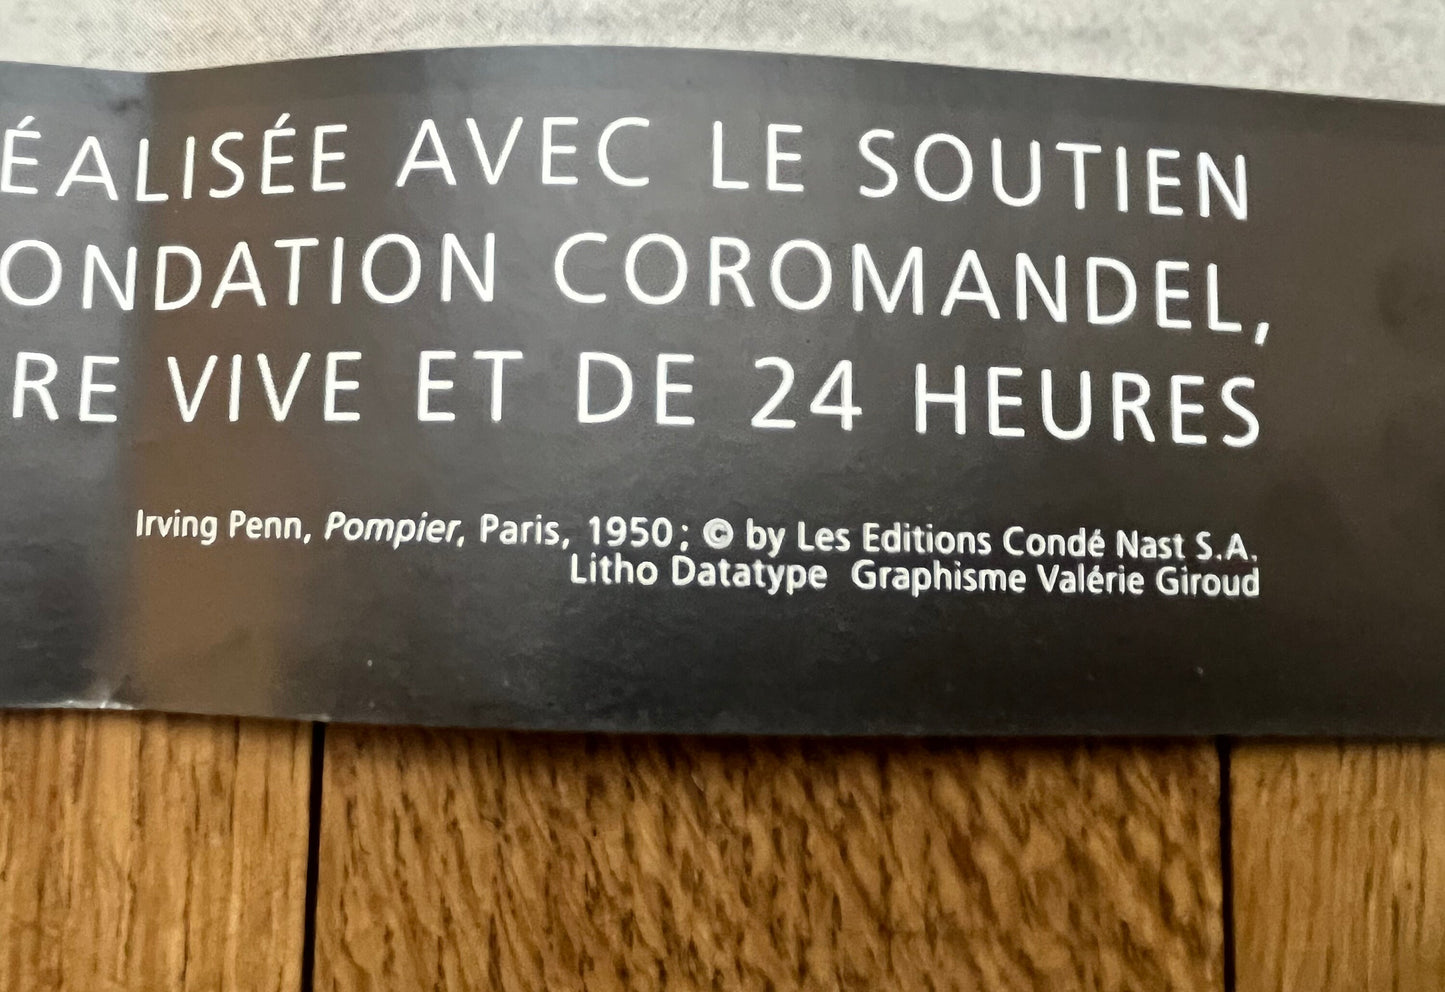 ÉALISÉE AVEC LE SOUTIEN
ONDATION COROMANDEL,
RE VIVE ET DE 24 HEURES
Irving Penn, Pompier, Paris, 1950; © by Les Editions Condé Nast S.A.
Litho Datatype Graphisme Valérie Giroud